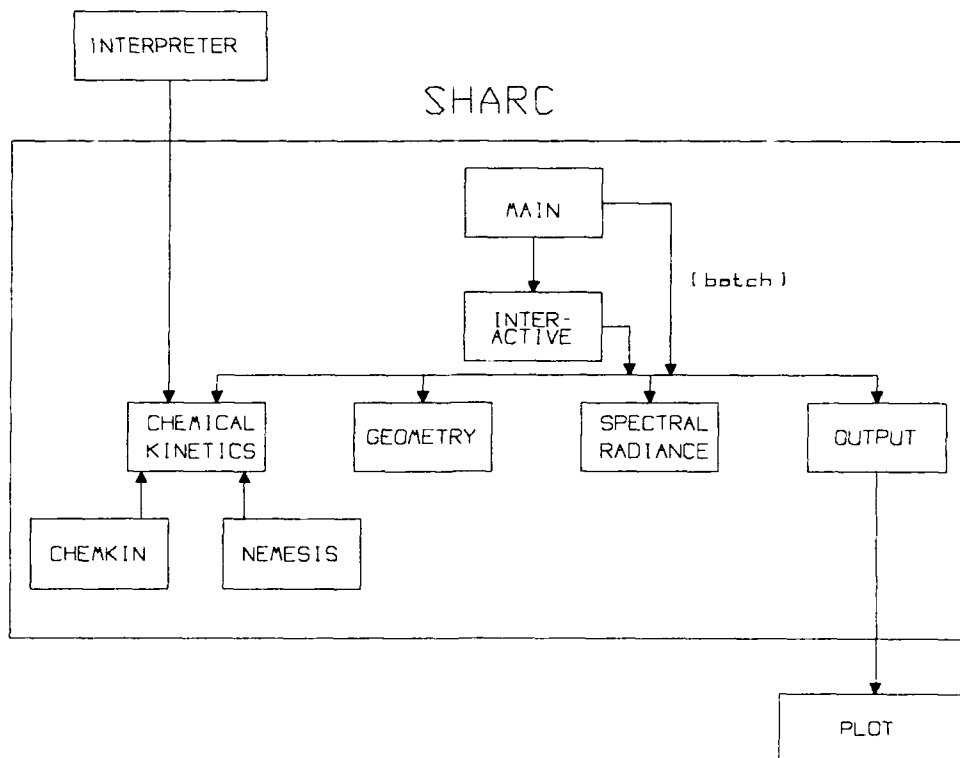 INTERPRETER
SHARC
MAIN
(batch)
INTER-
ACTIVE
CHEMICAL
KINETICS
GEOMETRY
SPECTRAL
RADIANCE
OUTPUT
CHEMKIN
NEMESIS
PLOT